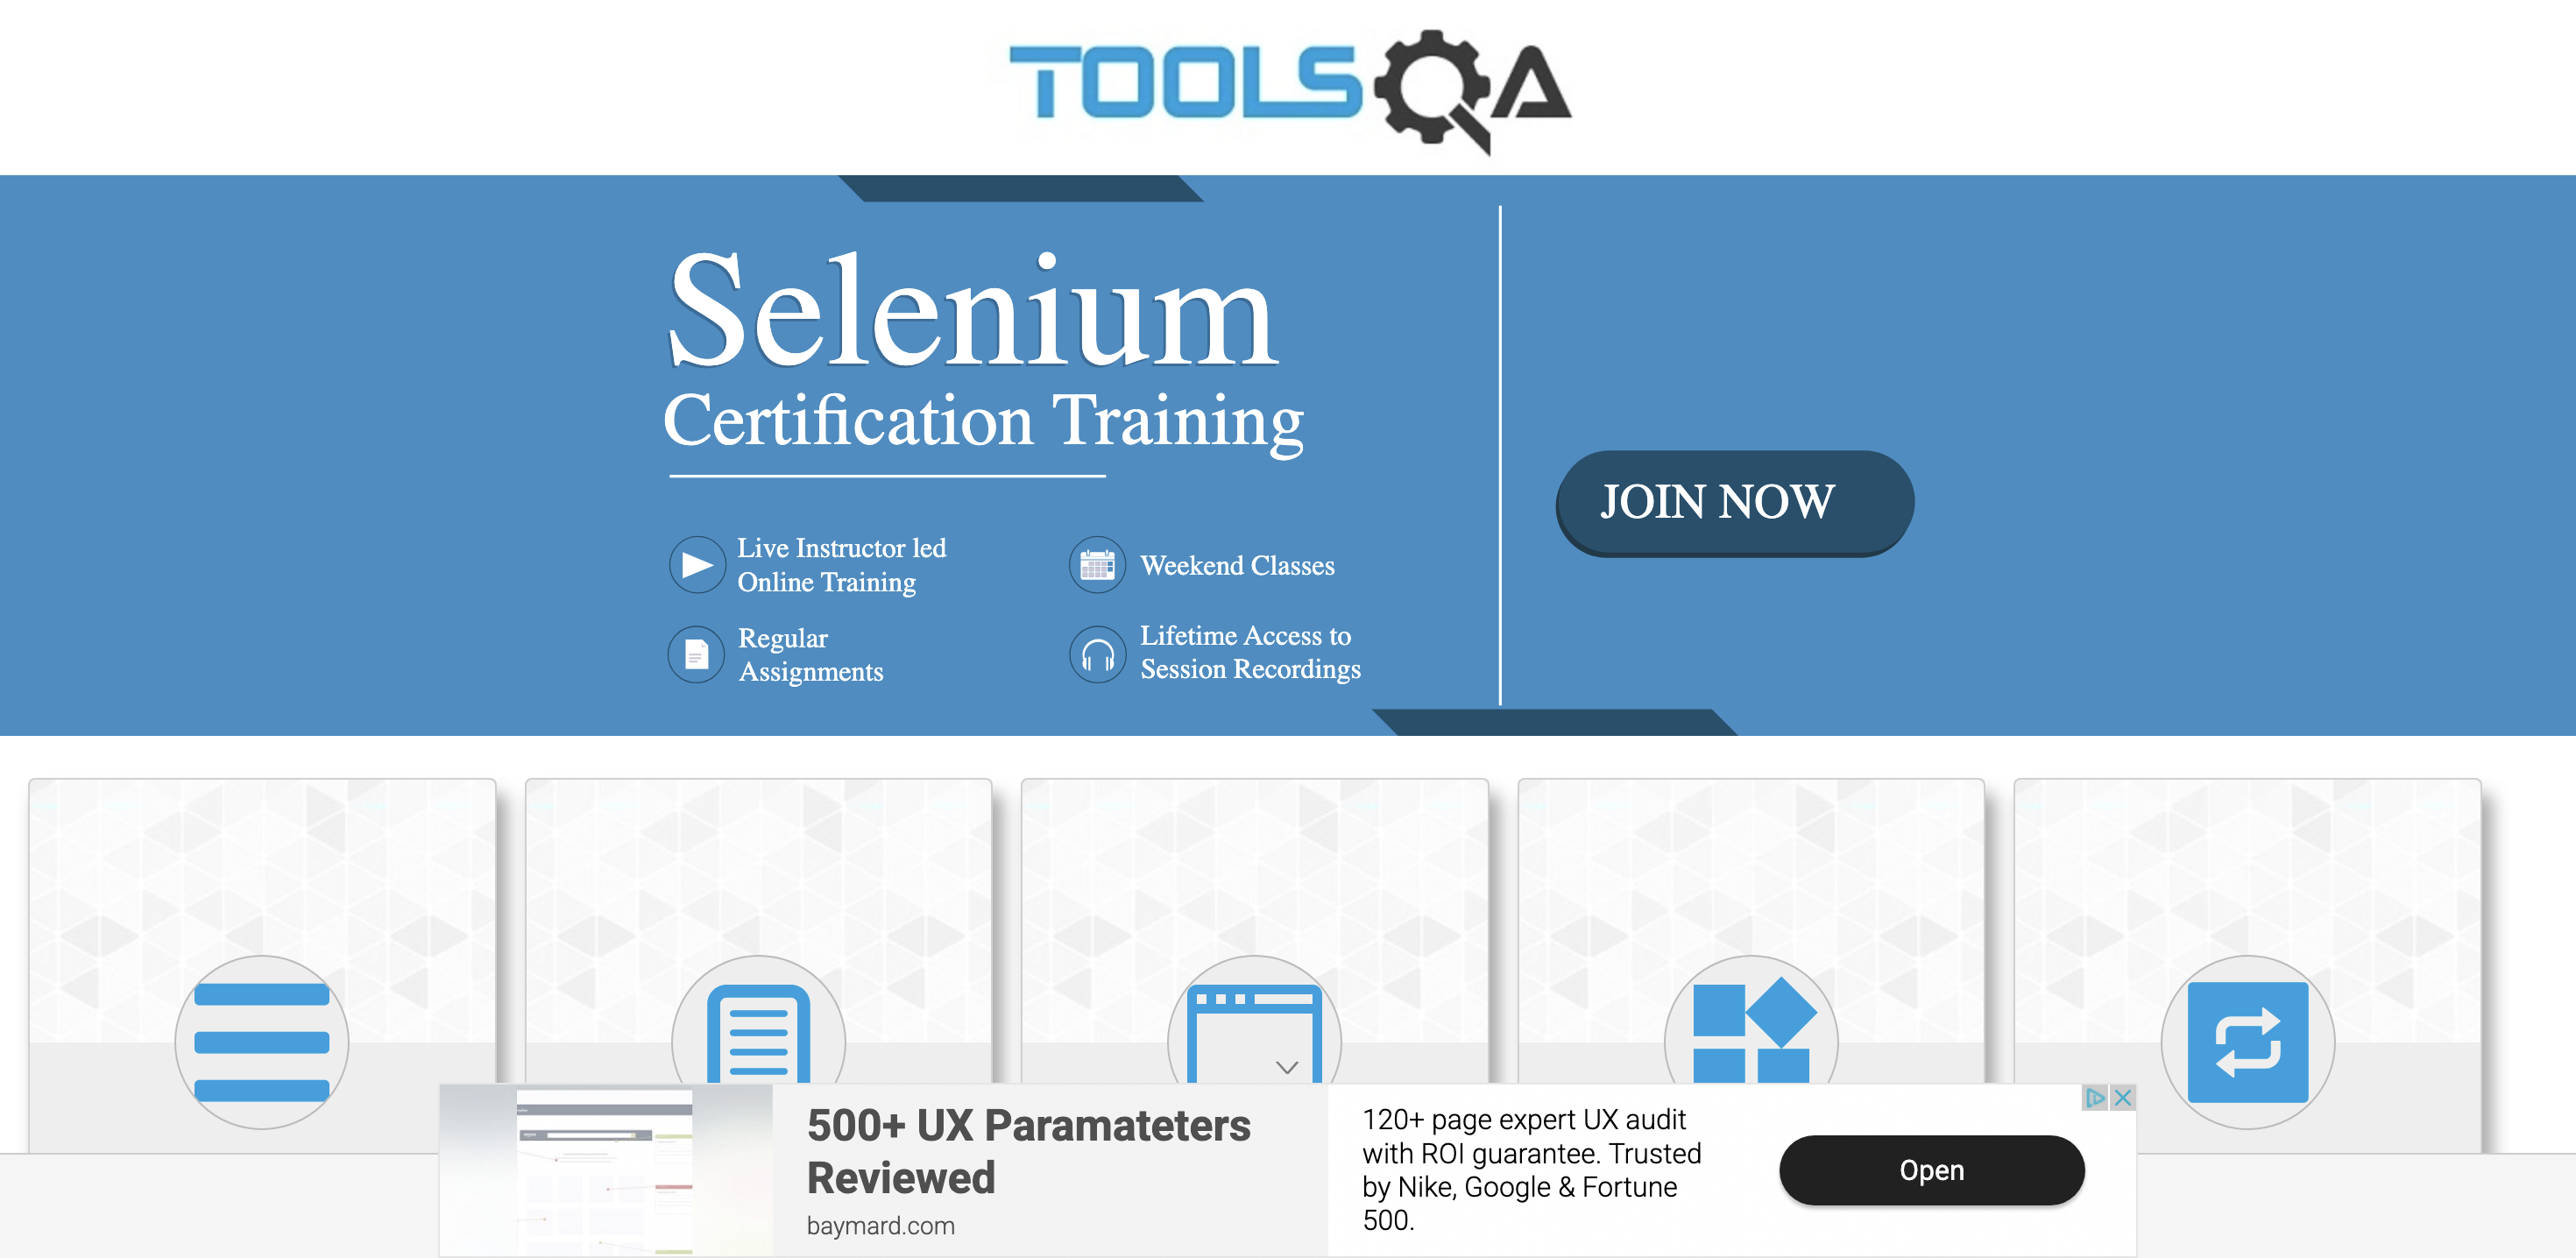 TOOLSQA
Selenium
Certification Training
JOIN NOW
Live Instructor led
Online Training
Weekend Classes
Regular
Assignments
Lifetime Access to
Session Recordings
500+ UX Paramateters
Reviewed
baymard.com
120+ page expert UX audit
with ROI guarantee. Trusted
by Nike, Google & Fortune
500.
Open